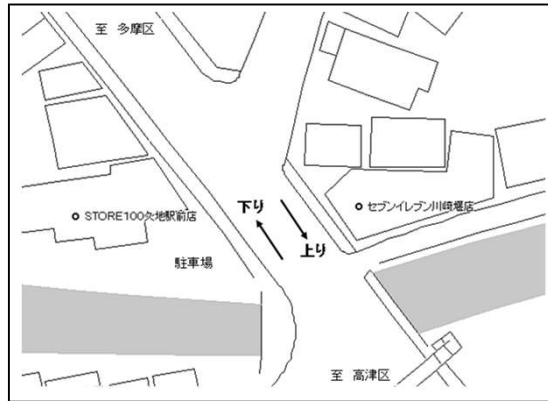 至 多摩区
STORE100久地駅前店
下り
上り
セブンイレブン川崎堰店
駐車場
至 高津区